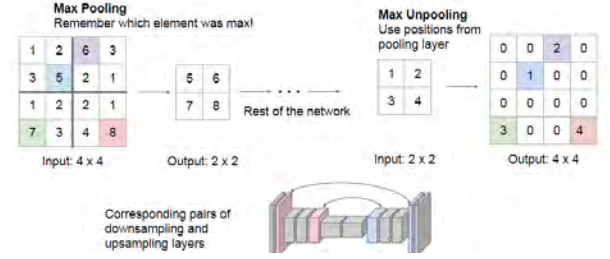 Max Pooling
Remember which element was max!
1 2 6 3
3 5 2 1
1 2 2 1
7 3 4 8
Input: 4 x 4
5 6
7 8
Output: 2 x 2
. . .
Rest of the network
Max Unpooling
Use positions from
pooling layer
1 2
3 4
Input: 2 x 2
0 0 2 0
0 1 0 0
0 0 0 0
3 0 0 4
Output: 4 x 4
Corresponding pairs of
downsampling and
upsampling layers